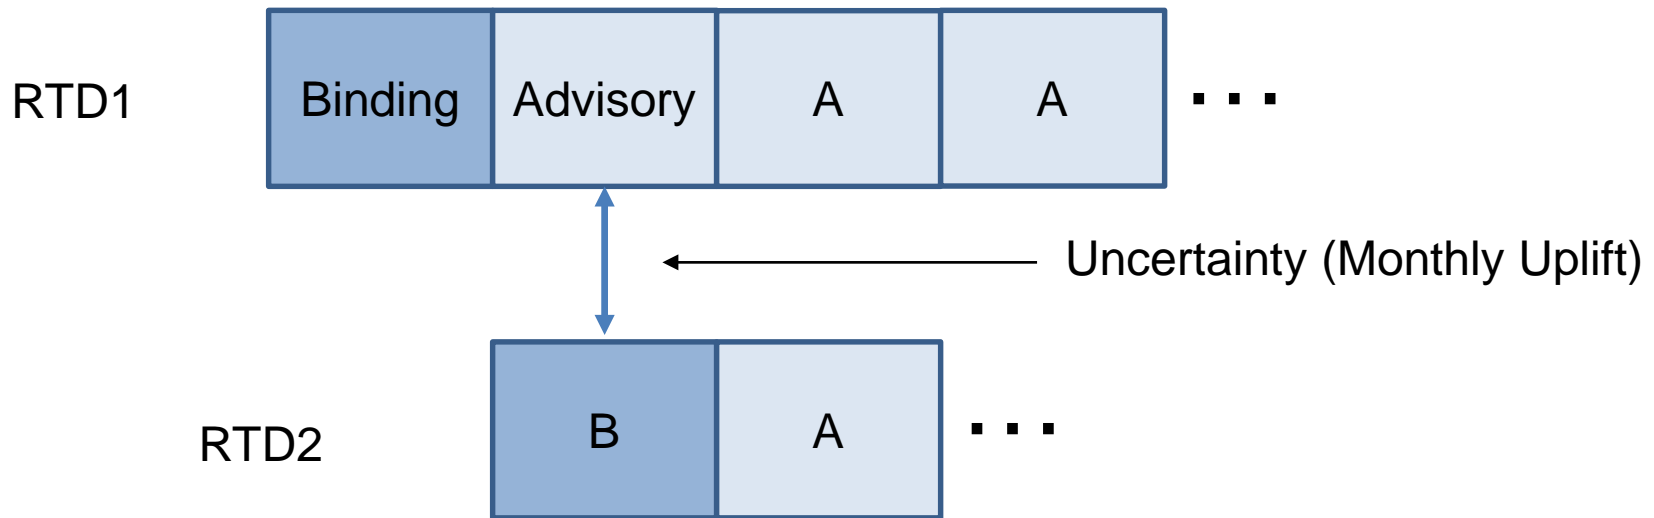 RTD1 Binding Advisory A A ...
Uncertainty (Monthly Uplift)
RTD2 B A ...